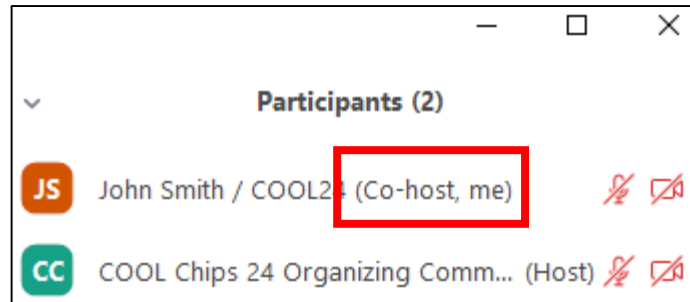 Participants (2)
JS John Smith / COOL24 (Co-host, me)
CC COOL Chips 24 Organizing Comm... (Host)